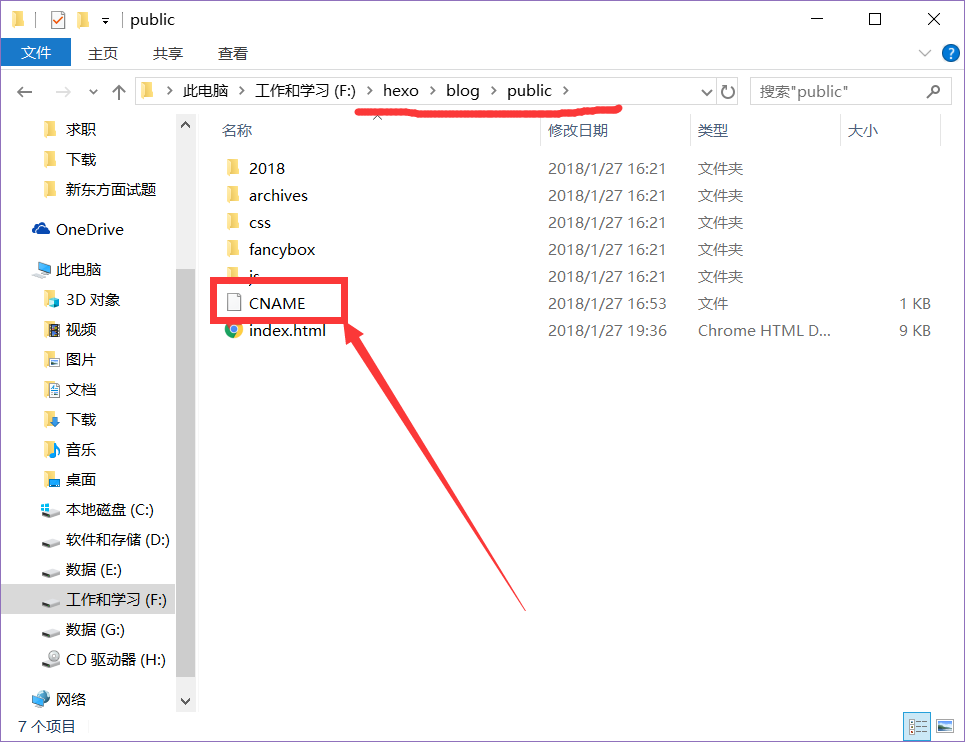 public
文件 主页 共享 查看
此电脑 工作和学习 (F:) hexo blog public 搜索"public"
名称 修改日期 类型 大小
求职
下载
新东方面试题
OneDrive
此电脑
3D 对象
视频
图片
文档
下载
音乐
桌面
本地磁盘 (C:)
软件和存储 (D:)
数据 (E:)
工作和学习 (F:)
数据 (G:)
CD 驱动器 (H:)
网络
2018 2018/1/27 16:21 文件夹
archives 2018/1/27 16:21 文件夹
css 2018/1/27 16:21 文件夹
fancybox 2018/1/27 16:21 文件夹
js 2018/1/27 16:21 文件夹
CNAME 2018/1/27 16:53 文件 1 KB
index.html 2018/1/27 19:36 Chrome HTML D... 9 KB
7 个项目